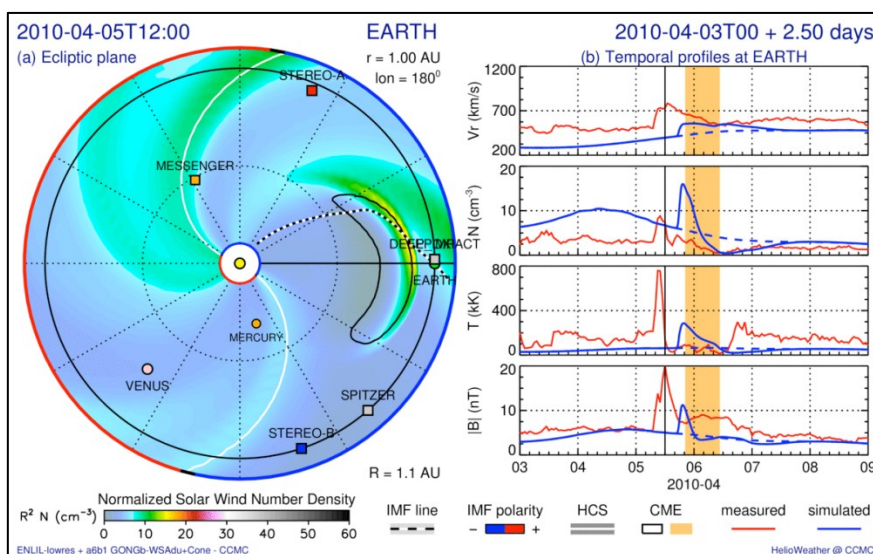 2010-04-05T12:00
EARTH
2010-04-03T00 + 2.50 days
(a) Ecliptic plane
r = 1.00 AU
lon = 180⁰
(b) Temporal profiles at EARTH
STEREO-A
MESSENGER
EARTH
MERCURY
VENUS
SPITZER
STEREO-B
R = 1.1 AU
Vr (km/s)
1200
700
200
N (cm⁻³)
20
10
0
T (kK)
800
400
0
|B| (nT)
20
10
0
03 04 05 06 07 08 09
2010-04
Normalized Solar Wind Number Density
R² N (cm⁻³)
0 10 20 30 40 50 60
IMF line
IMF polarity
- +
HCS
CME
measured
simulated
ENLIL-lowres + a6b1 GONGb-WSAdu+Cone - CCMC
HelioWeather @ CCMC